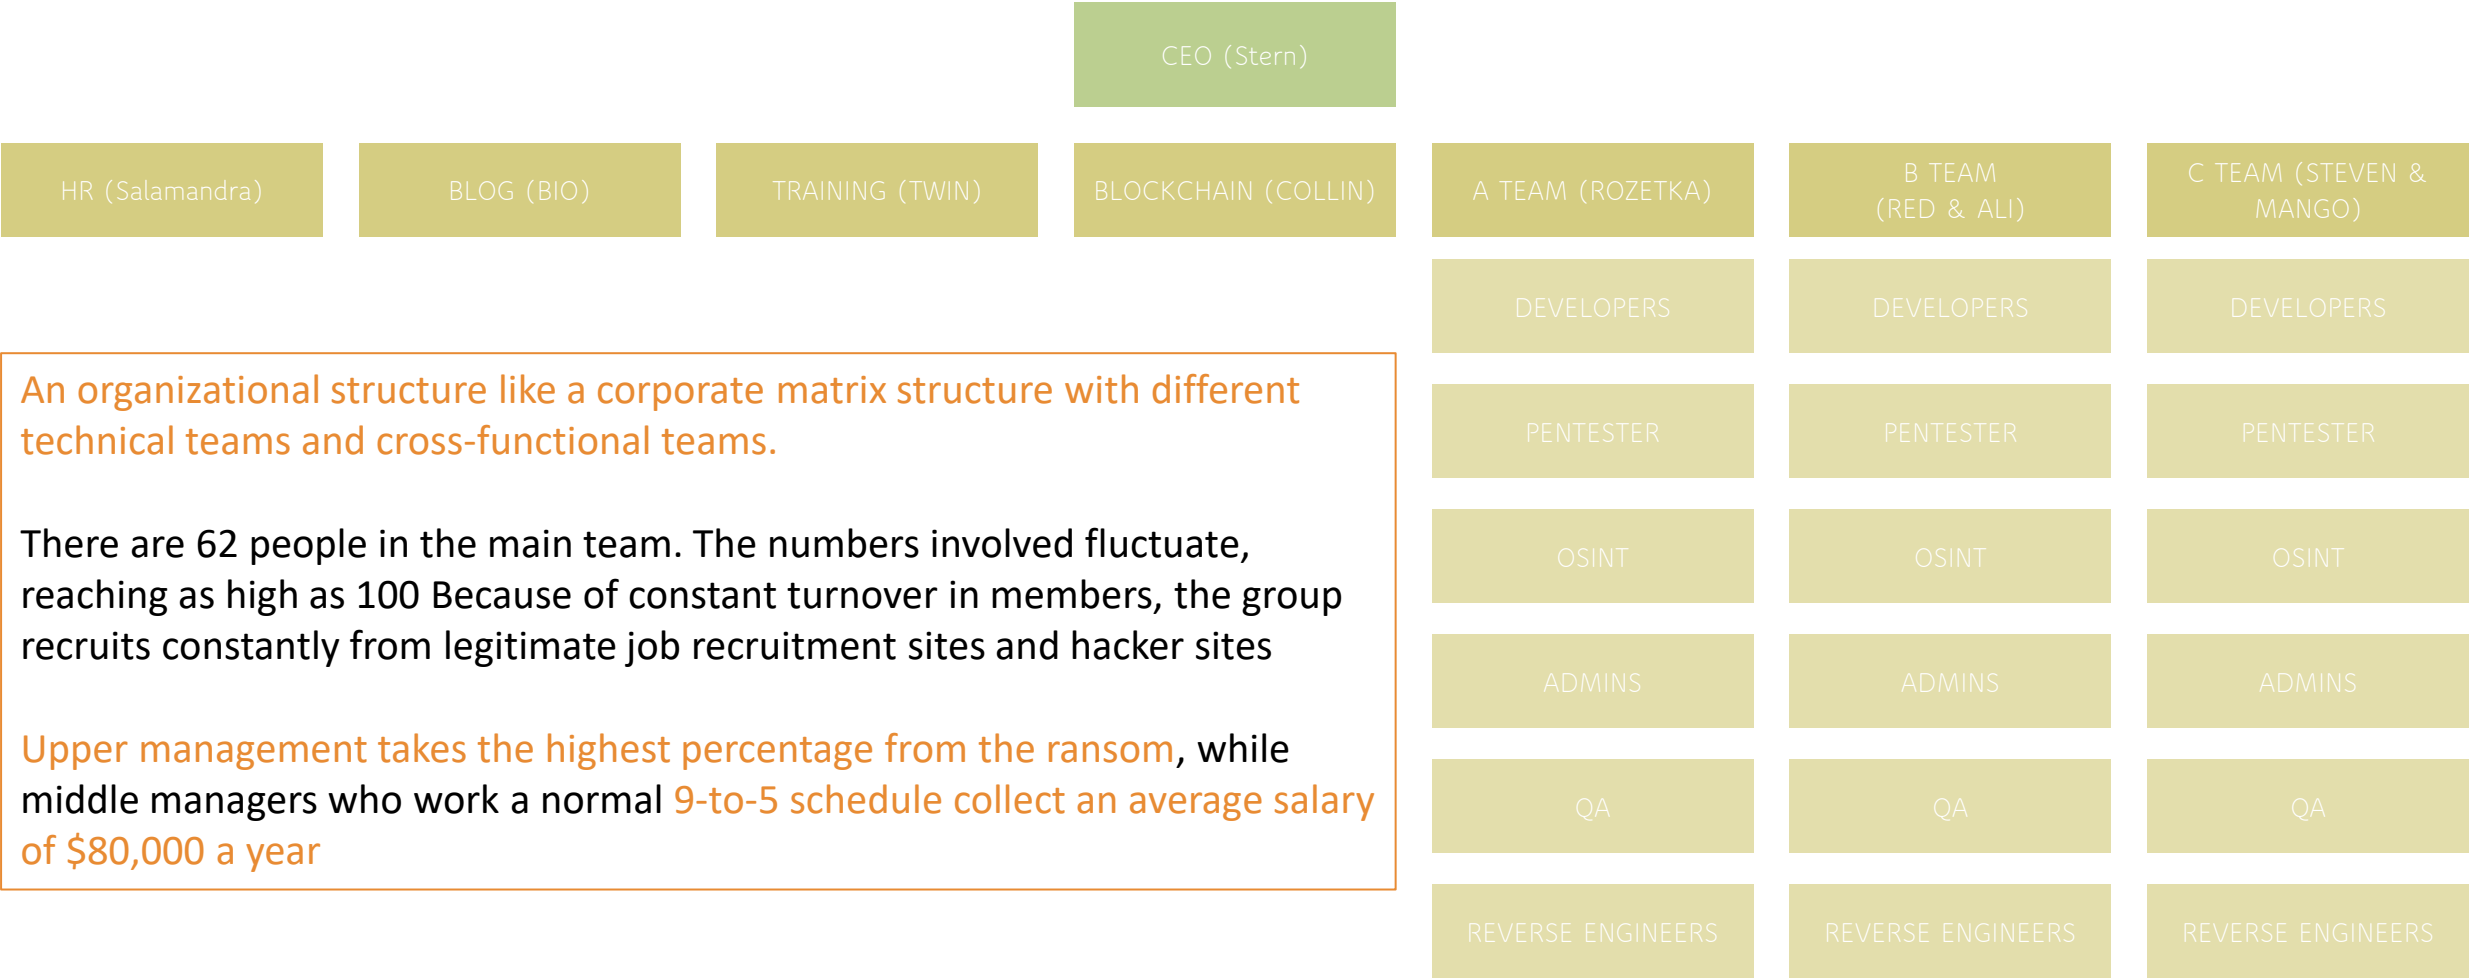 CEO (Stern)
HR (Salamandra)
BLOG (BIO)
TRAINING (TWIN)
BLOCKCHAIN (COLLIN)
A TEAM (ROZETKA)
B TEAM
(RED & ALI)
C TEAM (STEVEN &
MANGO)
DEVELOPERS
DEVELOPERS
DEVELOPERS
An organizational structure like a corporate matrix structure with different
technical teams and cross-functional teams.
There are 62 people in the main team. The numbers involved fluctuate,
reaching as high as 100 Because of constant turnover in members, the group
recruits constantly from legitimate job recruitment sites and hacker sites
Upper management takes the highest percentage from the ransom, while
middle managers who work a normal 9-to-5 schedule collect an average salary
of $80,000 a year
PENTESTER
PENTESTER
PENTESTER
OSINT
OSINT
OSINT
ADMINS
ADMINS
ADMINS
QA
QA
QA
REVERSE ENGINEERS
REVERSE ENGINEERS
REVERSE ENGINEERS